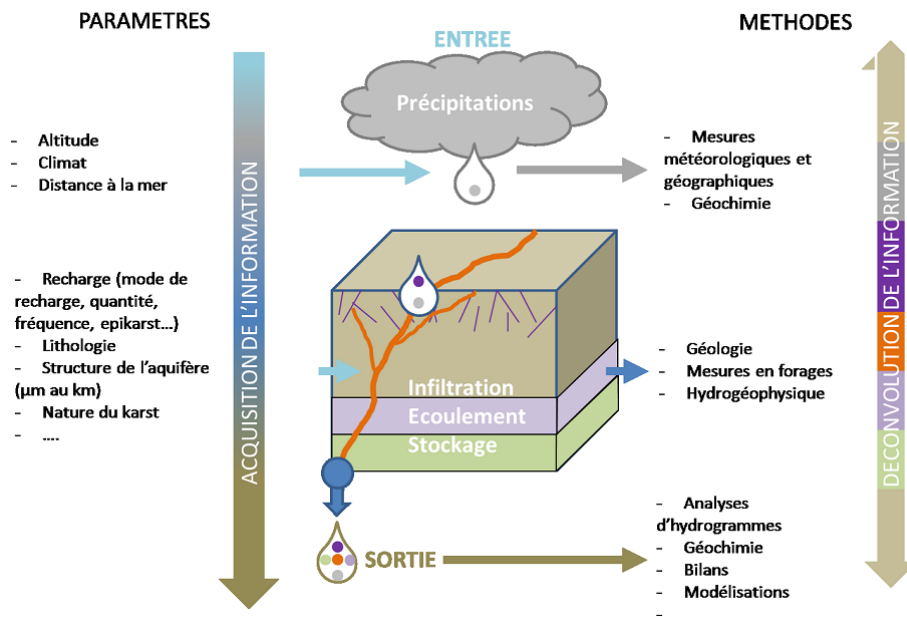 PARAMETRES
METHODES
ENTREE
Précipitations
- Altitude
- Climat
- Distance à la mer
- Mesures
météorologiques et
géographiques
- Géochimie
ACQUISITION DE L'INFORMATION
DECONVOLUTION DE L'INFORMATION
- Recharge (mode de
recharge, quantité,
fréquence, epikarst...)
- Lithologie
- Structure de l'aquifère
(µm au km)
- Nature du karst
- ....
Infiltration
Ecoulement
Stockage
- Géologie
- Mesures en forages
- Hydrogéophysique
SORTIE
- Analyses
d'hydrogrammes
- Géochimie
- Bilans
- Modélisations
-